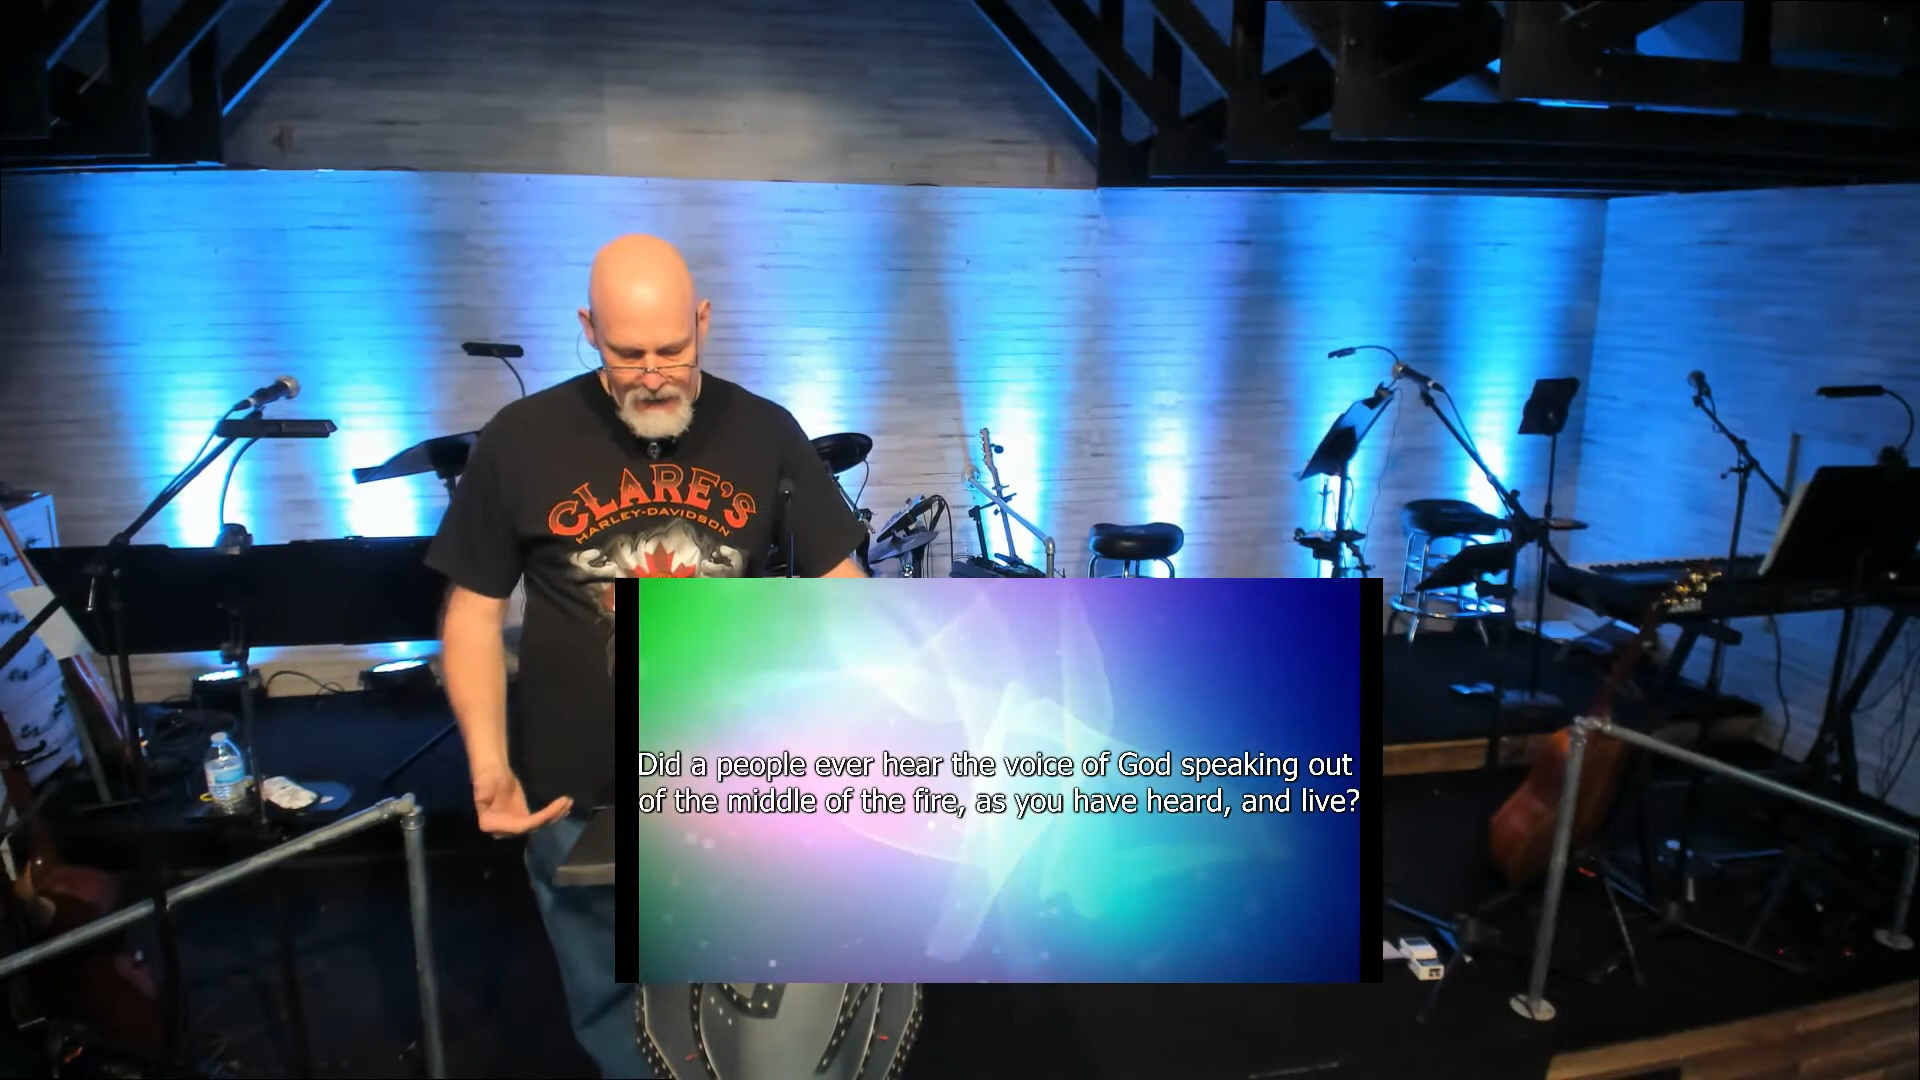 CLARE'S
HARLEY-DAVIDSON
Did a people ever hear the voice of God speaking out
of the middle of the fire, as you have heard, and live?